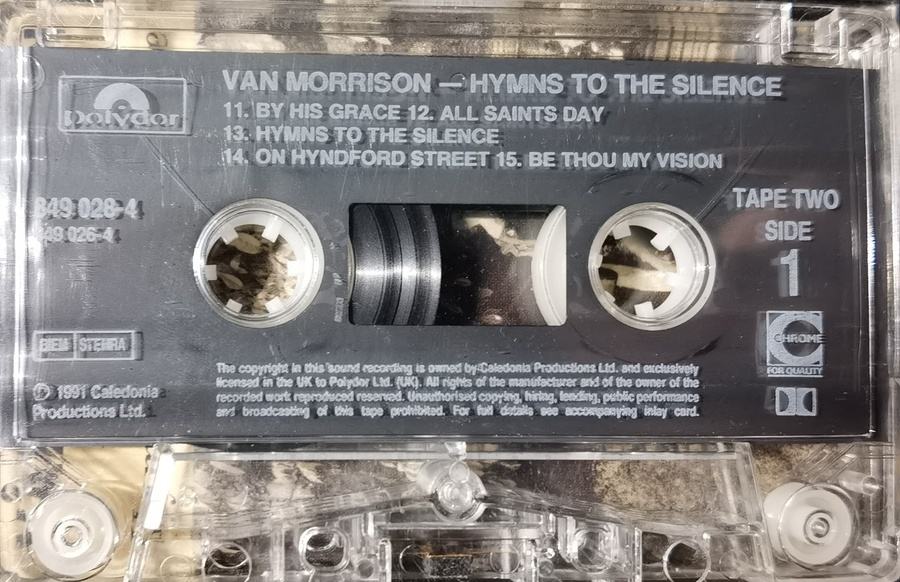 VAN MORRISON — HYMNS TO THE SILENCE
polydor
11. BY HIS GRACE 12. ALL SAINTS DAY
13. HYMNS TO THE SILENCE
14. ON HYNDFORD STREET 15. BE THOU MY VISION
849 028-4
849 026-4
TAPE TWO
SIDE
1
BIEM STEMRA
CHROME
FOR QUALITY
The copyright in this sound recording is owned by Caledonia Productions Ltd. and exclusively
licensed in the UK to Polydor Ltd. (UK). All rights of the manufacturer and of the owner of the
recorded work reproduced reserved. Unauthorised copying, hiring, lending, public performance
and broadcasting of this tape prohibited. For full details see accompanying inlay card.
℗ 1991 Caledonia
Productions Ltd.